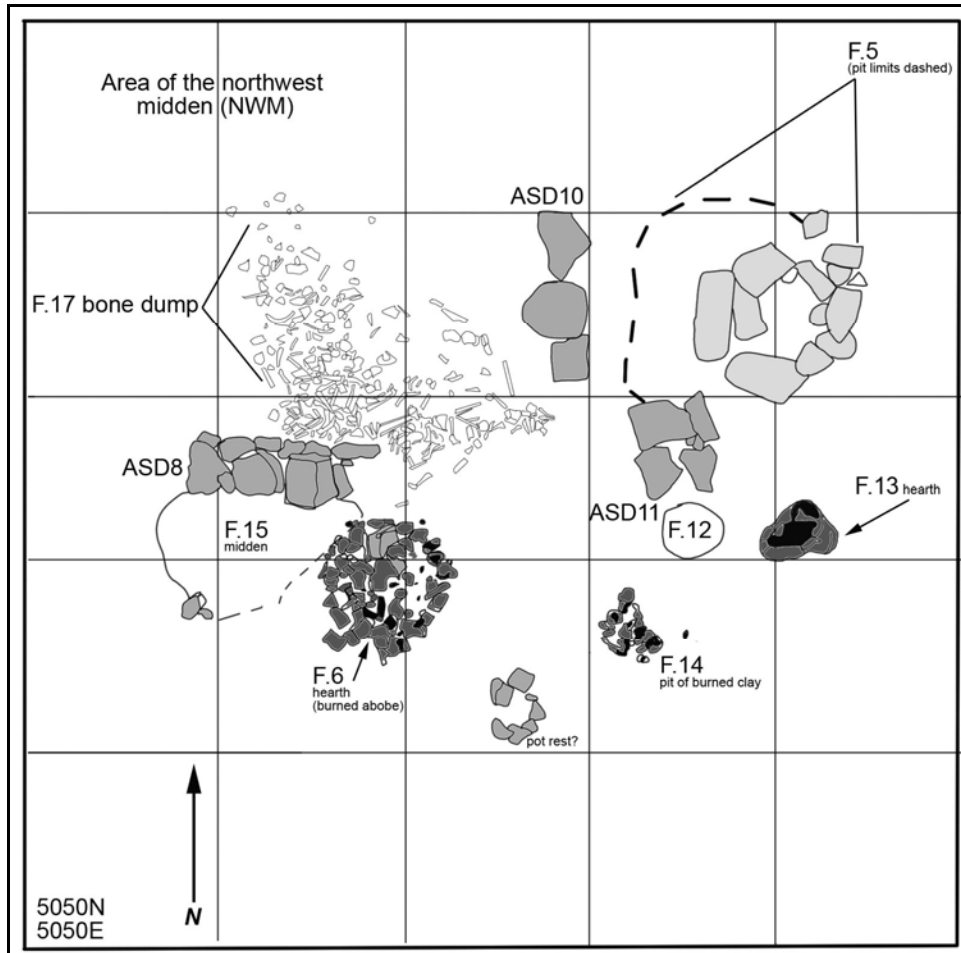 Area of the northwest
midden (NWM)
F.5
(pit limits dashed)
ASD10
F.17 bone dump
ASD8
F.15
midden
ASD11
F.12
F.13 hearth
F.6
hearth
(burned abobe)
F.14
pit of burned clay
pot rest?
5050N
5050E
N